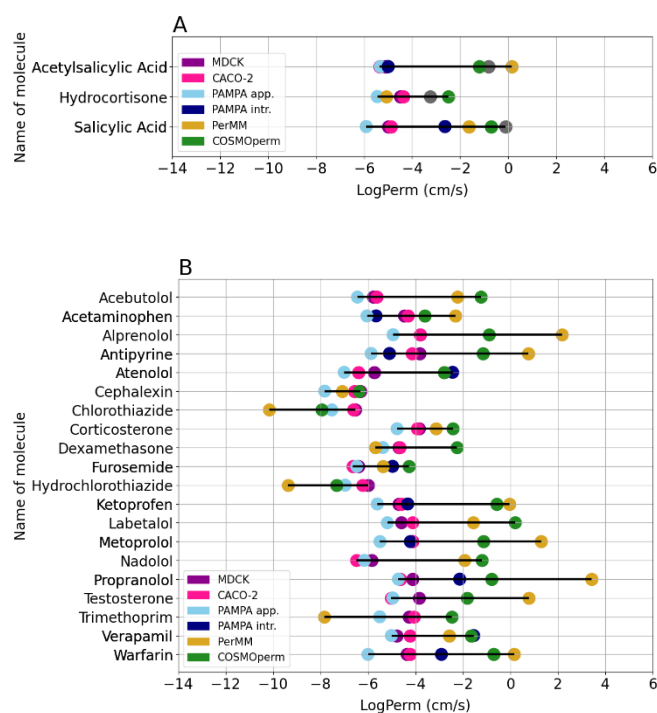 A
Name of molecule
Acetylsalicylic Acid
Hydrocortisone
Salicylic Acid
MDCK
CACO-2
PAMPA app.
PAMPA intr.
PerMM
COSMOperm
−14 −12 −10 −8 −6 −4 −2 0 2 4 6
LogPerm (cm/s)
B
Name of molecule
Acebutolol
Acetaminophen
Alprenolol
Antipyrine
Atenolol
Cephalexin
Chlorothiazide
Corticosterone
Dexamethasone
Furosemide
Hydrochlorothiazide
Ketoprofen
Labetalol
Metoprolol
Nadolol
Propranolol
Testosterone
Trimethoprim
Verapamil
Warfarin
MDCK
CACO-2
PAMPA app.
PAMPA intr.
PerMM
COSMOperm
−14 −12 −10 −8 −6 −4 −2 0 2 4 6
LogPerm (cm/s)